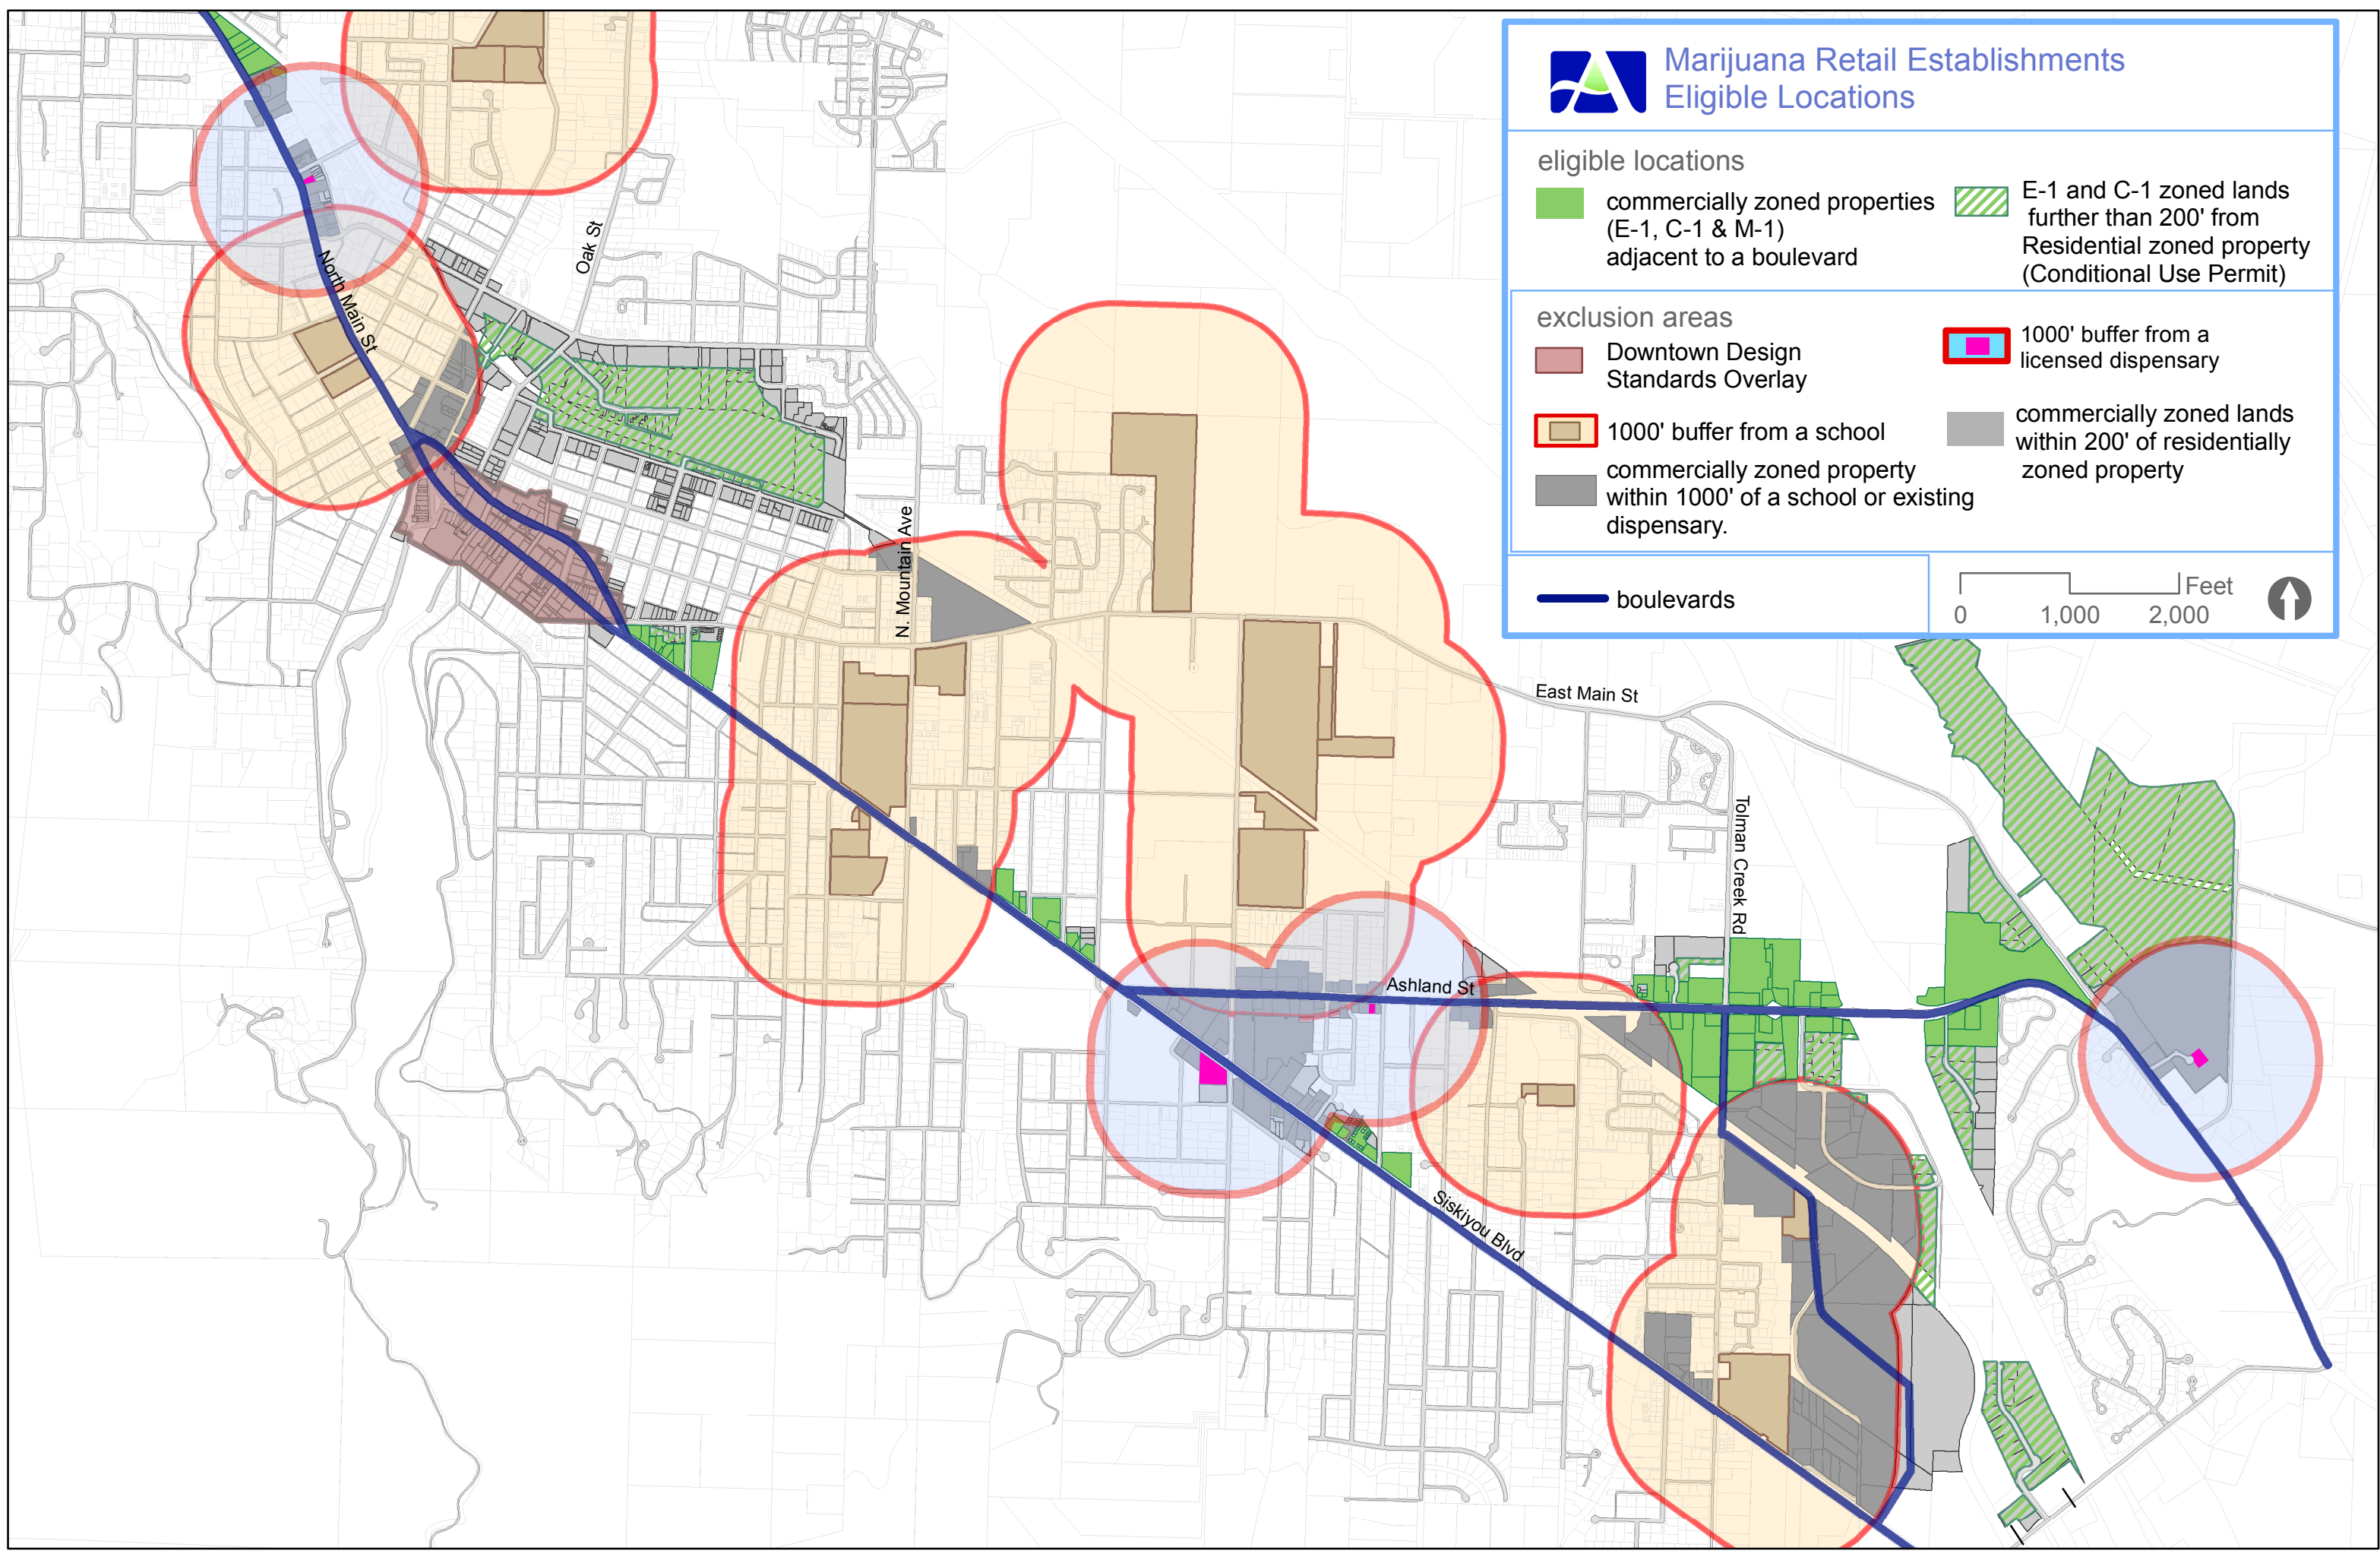 Marijuana Retail Establishments
Eligible Locations
eligible locations
commercially zoned properties
(E-1, C-1 & M-1)
adjacent to a boulevard
E-1 and C-1 zoned lands
further than 200' from
Residential zoned property
(Conditional Use Permit)
exclusion areas
Downtown Design
Standards Overlay
1000' buffer from a school
commercially zoned property
within 1000' of a school or existing
dispensary.
1000' buffer from a
licensed dispensary
commercially zoned lands
within 200' of residentially
zoned property
boulevards
Feet
0 1,000 2,000
North Main St
Oak St
N. Mountain Ave
East Main St
Tolman Creek Rd
Ashland St
Siskiyou Blvd